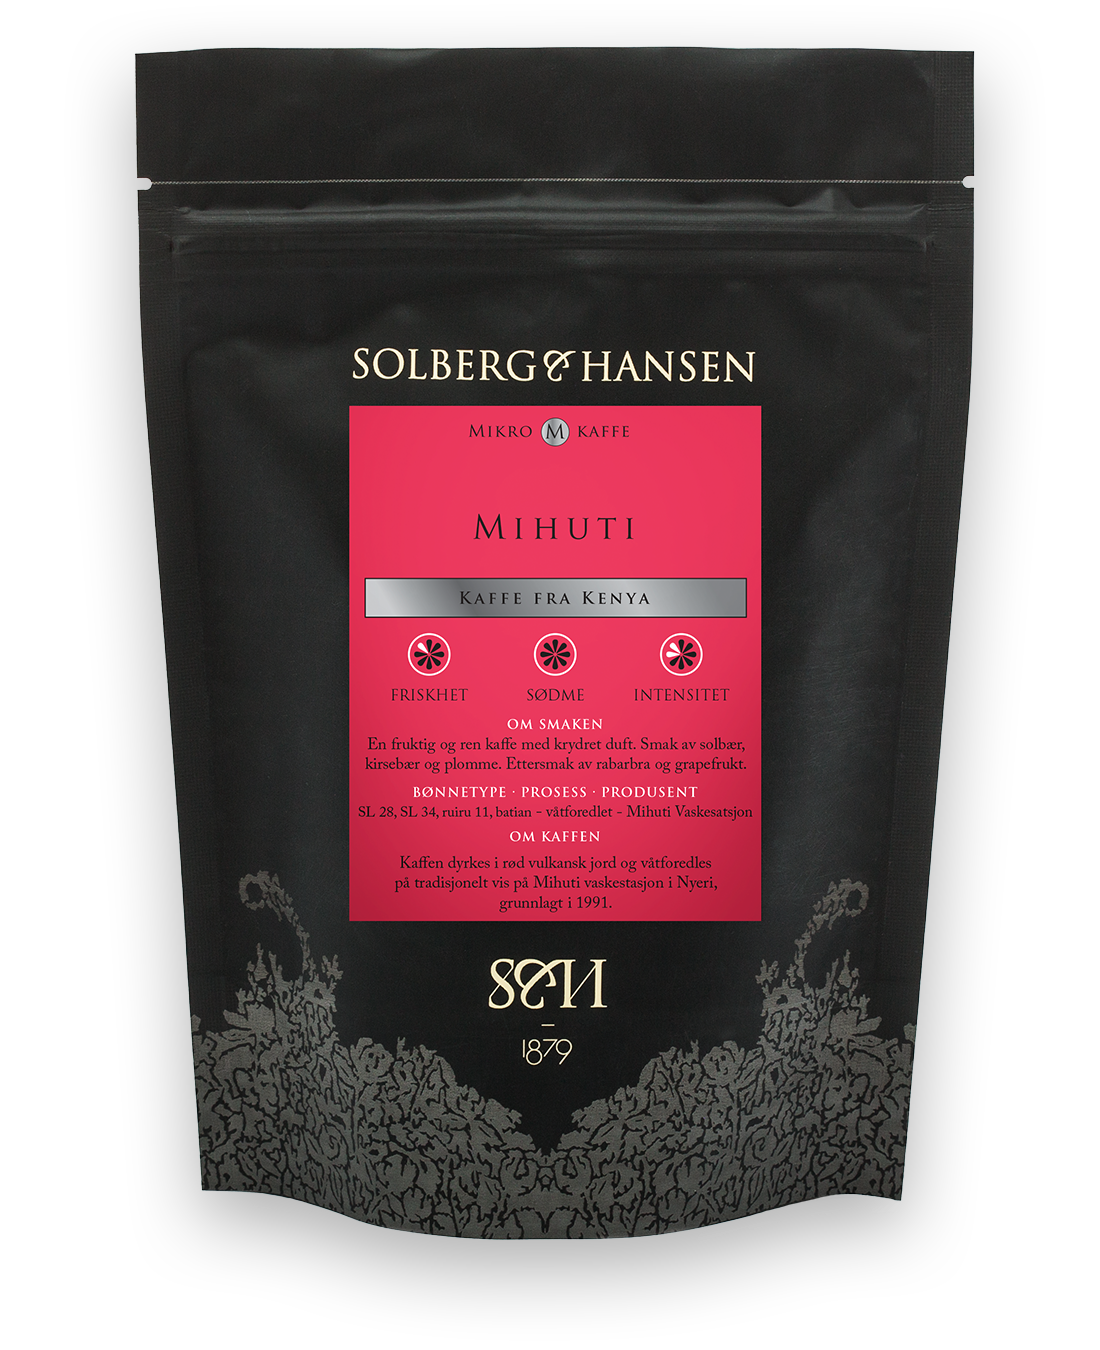 SOLBERG & HANSEN
MIKRO M KAFFE
MIHUTI
KAFFE FRA KENYA
FRISKHET SØDME INTENSITET
OM SMAKEN
En fruktig og ren kaffe med krydret duft. Smak av solbær,
kirsebær og plomme. Ettersmak av rabarbra og grapefrukt.
BØNNETYPE · PROSESS · PRODUSENT
SL 28, SL 34, ruiru 11, batian - våtforedlet - Mihuti Vaskesatsjon
OM KAFFEN
Kaffen dyrkes i rød vulkansk jord og våtforedles
på tradisjonelt vis på Mihuti vaskestasjon i Nyeri,
grunnlagt i 1991.
S&H
1879